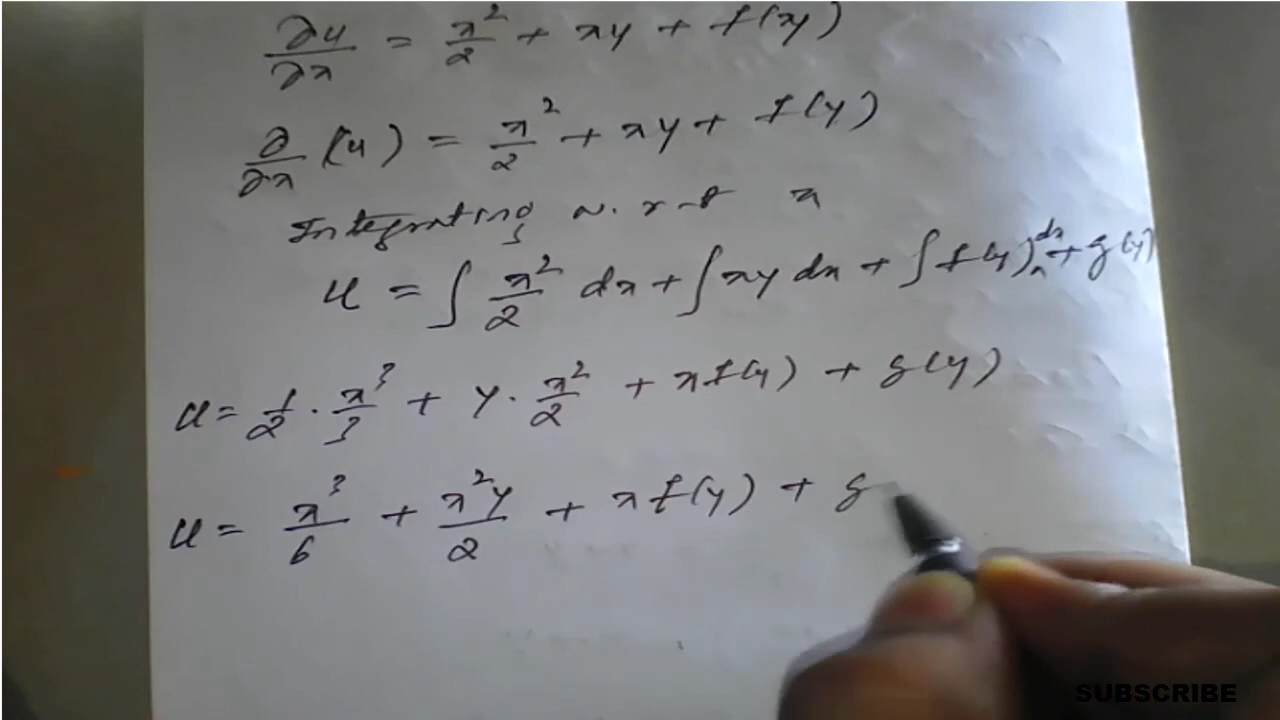 ∂u/∂x = x²/2 + xy + f(xy)
∂/∂x (u) = x²/2 + xy + f(y)
Integrating w.r.t x
u = ∫ x²/2 dx + ∫ xy dx + ∫ f(y) dx + g(y)
u = 1/2 . x³/3 + y . x²/2 + x f(y) + g(y)
u = x³/6 + x²y/2 + x f(y) + g
SUBSCRIBE